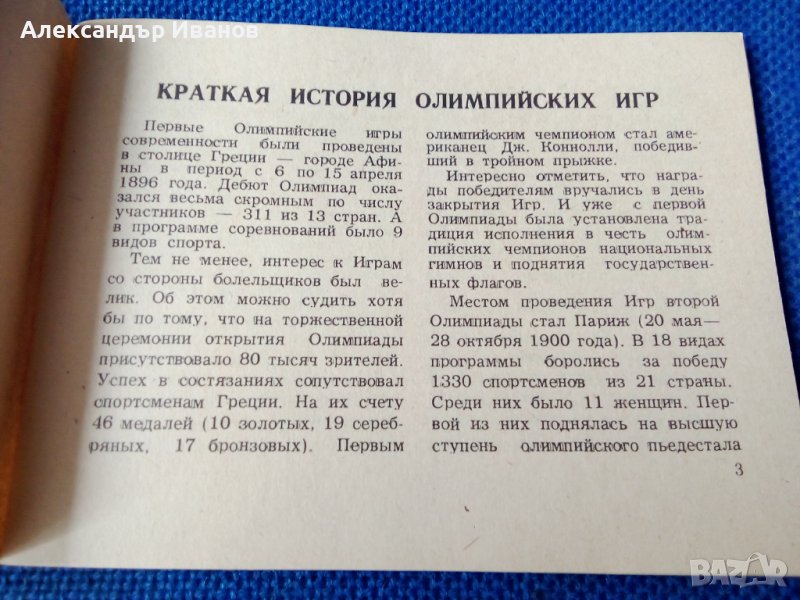 Александър Иванов
КРАТКАЯ ИСТОРИЯ ОЛИМПИЙСКИХ ИГР
Первые Олимпийские игры
современности были проведены
в столице Греции — городе Афи-
ны в период с 6 по 15 апреля
1896 года. Дебют Олимпиад ока-
зался весьма скромным по числу
участников — 311 из 13 стран. А
в программе соревнований было 9
видов спорта.
Тем не менее, интерес к Играм
со стороны болельщиков был ве-
лик. Об этом можно судить хотя
бы по тому, что на торжественной
церемонии открытия Олимпиады
присутствовало 80 тысяч зрителей.
Успех в состязаниях сопутствовал
спортсменам Греции. На их счету
46 медалей (10 золотых, 19 сереб-
ряных, 17 бронзовых). Первым
олимпийским чемпионом стал аме-
риканец Дж. Коннолли, победив-
ший в тройном прыжке.
Интересно отметить, что награ-
ды победителям вручались в день
закрытия Игр. И уже с первой
Олимпиады была установлена тра-
диция исполнения в честь олим-
пийских чемпионов национальных
гимнов и поднятия государствен-
ных флагов.
Местом проведения Игр второй
Олимпиады стал Париж (20 мая—
28 октября 1900 года). В 18 видах
программы боролись за победу
1330 спортсменов из 21 страны.
Среди них было 11 женщин. Пер-
вой из них поднялась на высшую
ступень олимпийского пьедестала
3
BAZAR